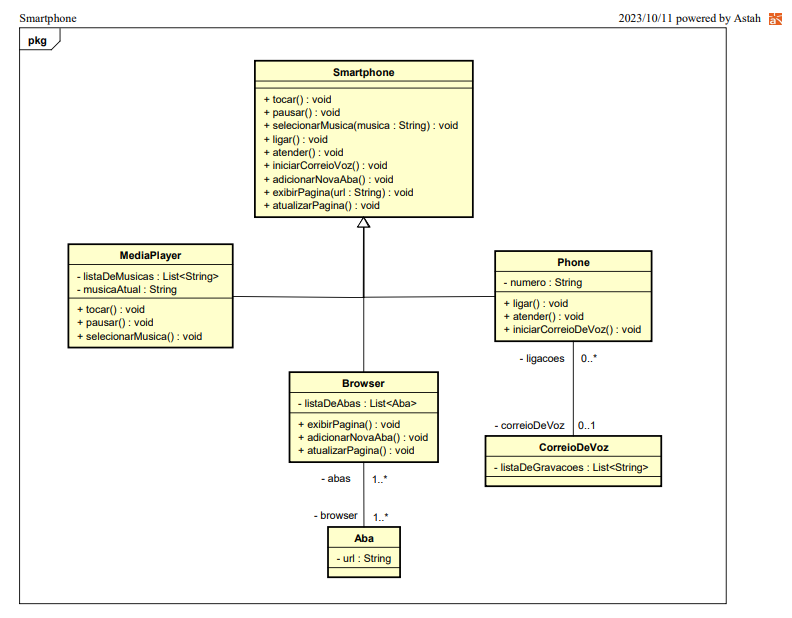 Smartphone
2023/10/11 powered by Astah
pkg
Smartphone
+ tocar() : void
+ pausar() : void
+ selecionarMusica(musica : String) : void
+ ligar() : void
+ atender() : void
+ iniciarCorreioVoz() : void
+ adicionarNovaAba() : void
+ exibirPagina(url : String) : void
+ atualizarPagina() : void
MediaPlayer
- listaDeMusicas : List<String>
- musicaAtual : String
+ tocar() : void
+ pausar() : void
+ selecionarMusica() : void
Phone
- numero : String
+ ligar() : void
+ atender() : void
+ iniciarCorreioDeVoz() : void
- ligacoes 0..*
Browser
- listaDeAbas : List<Aba>
+ exibirPagina() : void
+ adicionarNovaAba() : void
+ atualizarPagina() : void
- correioDeVoz 0..1
CorreioDeVoz
- listaDeGravacoes : List<String>
- abas 1..*
- browser 1..*
Aba
- url : String